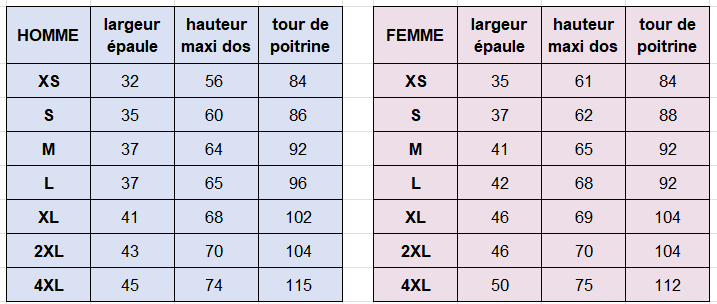 HOMME largeur épaule hauteur maxi dos tour de poitrine
XS 32 56 84
S 35 60 86
M 37 64 92
L 37 65 96
XL 41 68 102
2XL 43 70 104
4XL 45 74 115
FEMME largeur épaule hauteur maxi dos tour de poitrine
XS 35 61 84
S 37 62 88
M 41 65 92
L 42 68 92
XL 46 69 104
2XL 46 70 104
4XL 50 75 112